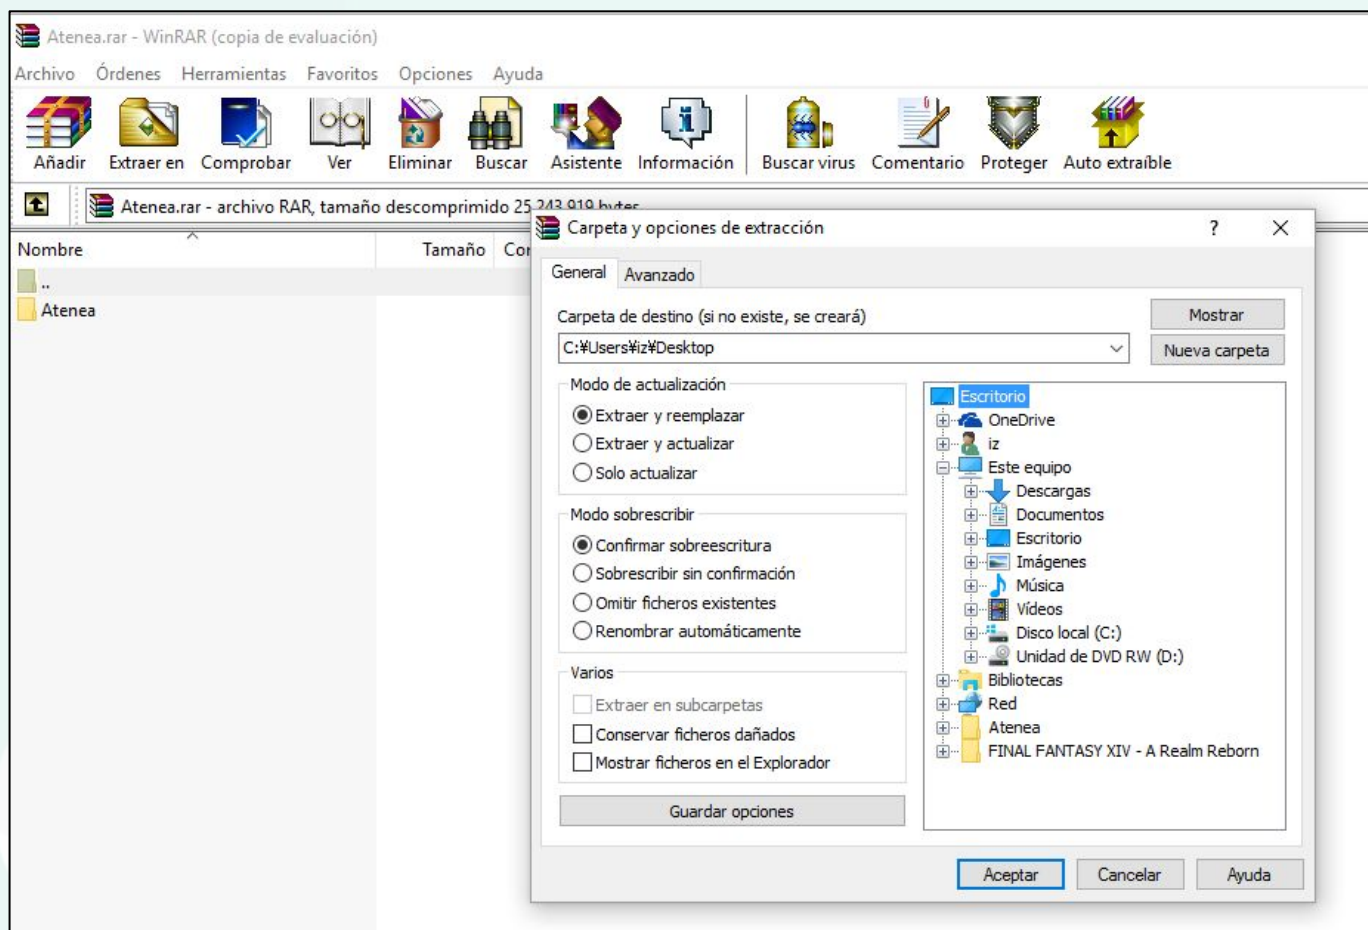 Atenea.rar - WinRAR (copia de evaluación)
Archivo Órdenes Herramientas Favoritos Opciones Ayuda
Añadir Extraer en Comprobar Ver Eliminar Buscar Asistente Información Buscar virus Comentario Proteger Auto extraíble
Atenea.rar - archivo RAR, tamaño descomprimido 25.243.919 bytes
Nombre Tamaño
..
Atenea
Carpeta y opciones de extracción ?
General Avanzado
Carpeta de destino (si no existe, se creará)
Mostrar
C:¥Users¥iz¥Desktop
Nueva carpeta
Modo de actualización
Extraer y reemplazar
Extraer y actualizar
Solo actualizar
Modo sobrescribir
Confirmar sobreescritura
Sobrescribir sin confirmación
Omitir ficheros existentes
Renombrar automáticamente
Varios
Extraer en subcarpetas
Conservar ficheros dañados
Mostrar ficheros en el Explorador
Guardar opciones
Escritorio
OneDrive
iz
Este equipo
Descargas
Documentos
Escritorio
Imágenes
Música
Vídeos
Disco local (C:)
Unidad de DVD RW (D:)
Bibliotecas
Red
Atenea
FINAL FANTASY XIV - A Realm Reborn
Aceptar Cancelar Ayuda